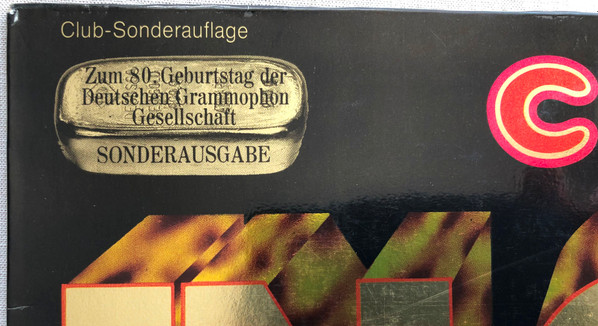 Club-Sonderauflage
Zum 80. Geburtstag der
Deutschen Grammophon
Gesellschaft
SONDERAUSGABE
C